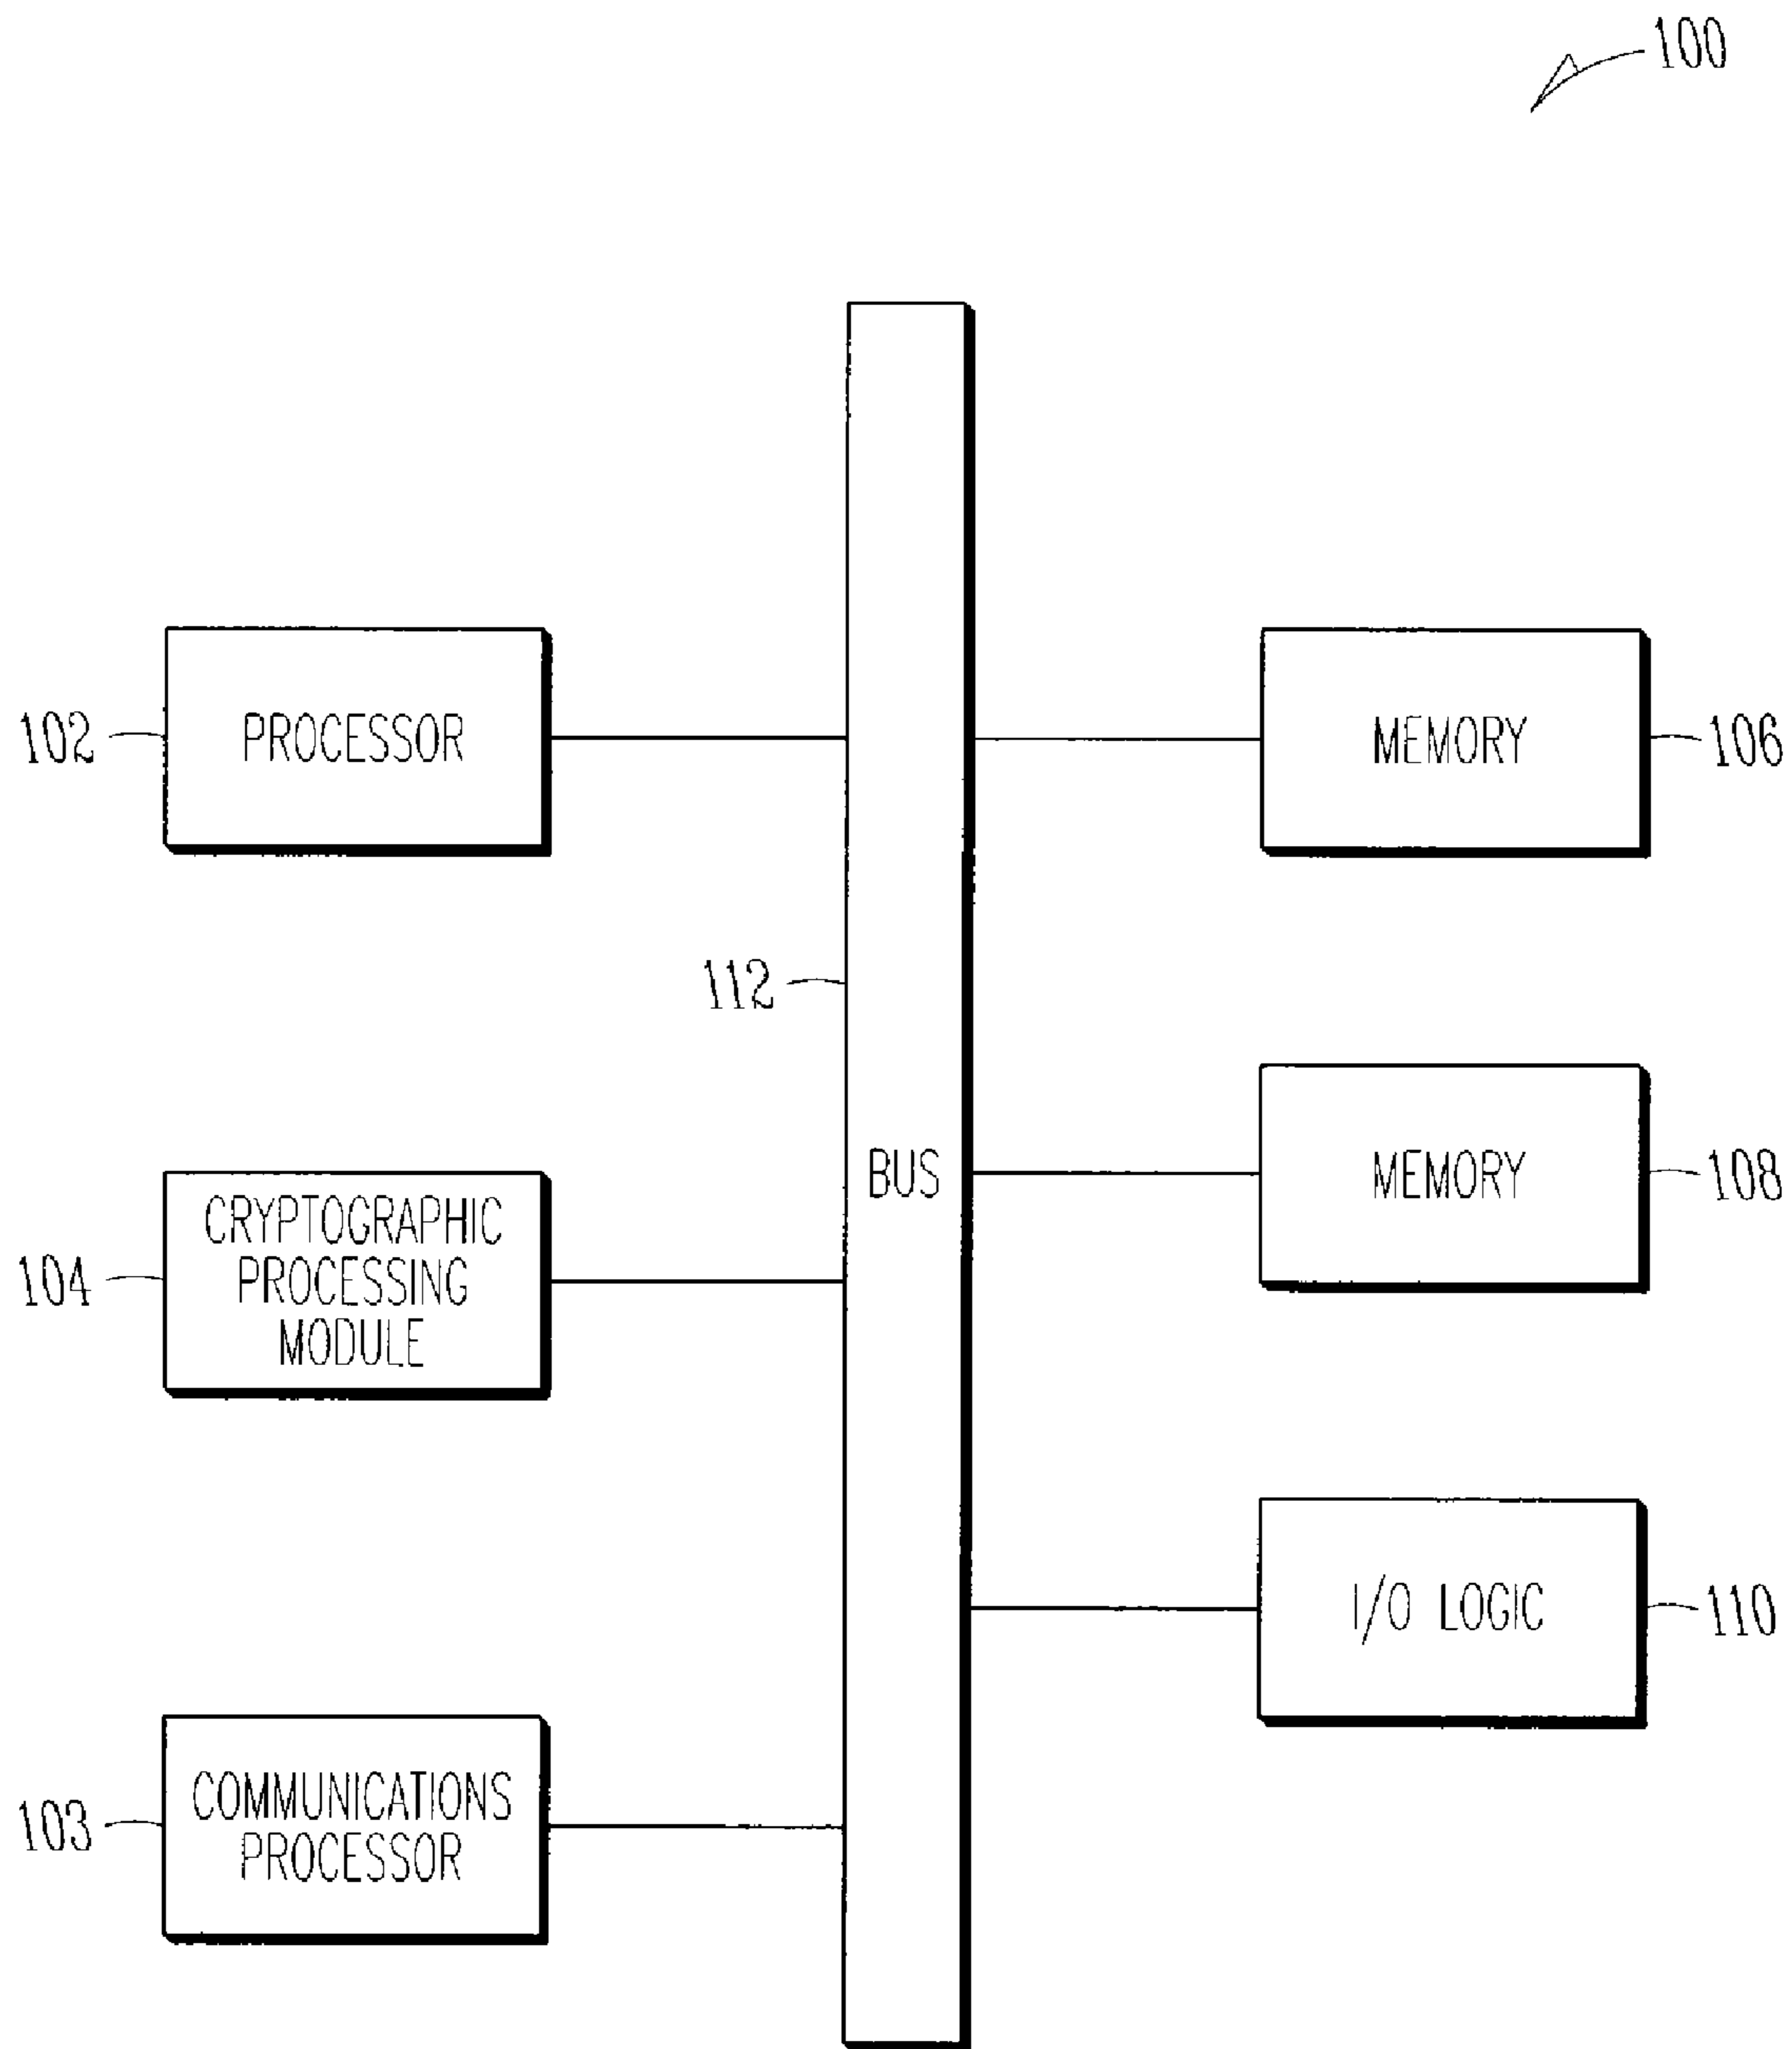 100
102
PROCESSOR
MEMORY
106
112
BUS
MEMORY
108
104
CRYPTOGRAPHIC
PROCESSING
MODULE
I/O LOGIC
110
103
COMMUNICATIONS
PROCESSOR